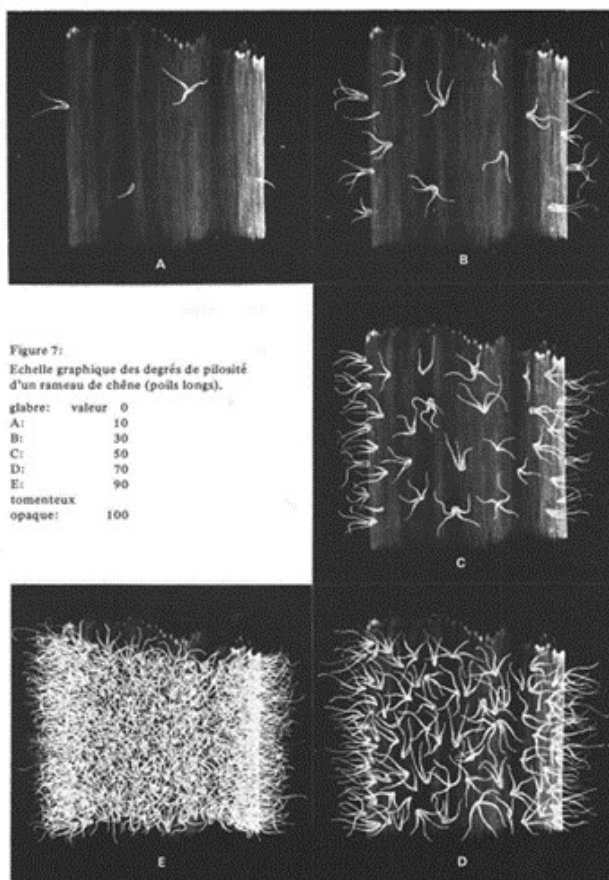 A
B
Figure 7:
Echelle graphique des degrés de pilosité
d'un rameau de chêne (poils longs).
glabre: valeur 0
A: 10
B: 30
C: 50
D: 70
E: 90
tomenteux
opaque: 100
C
E
D